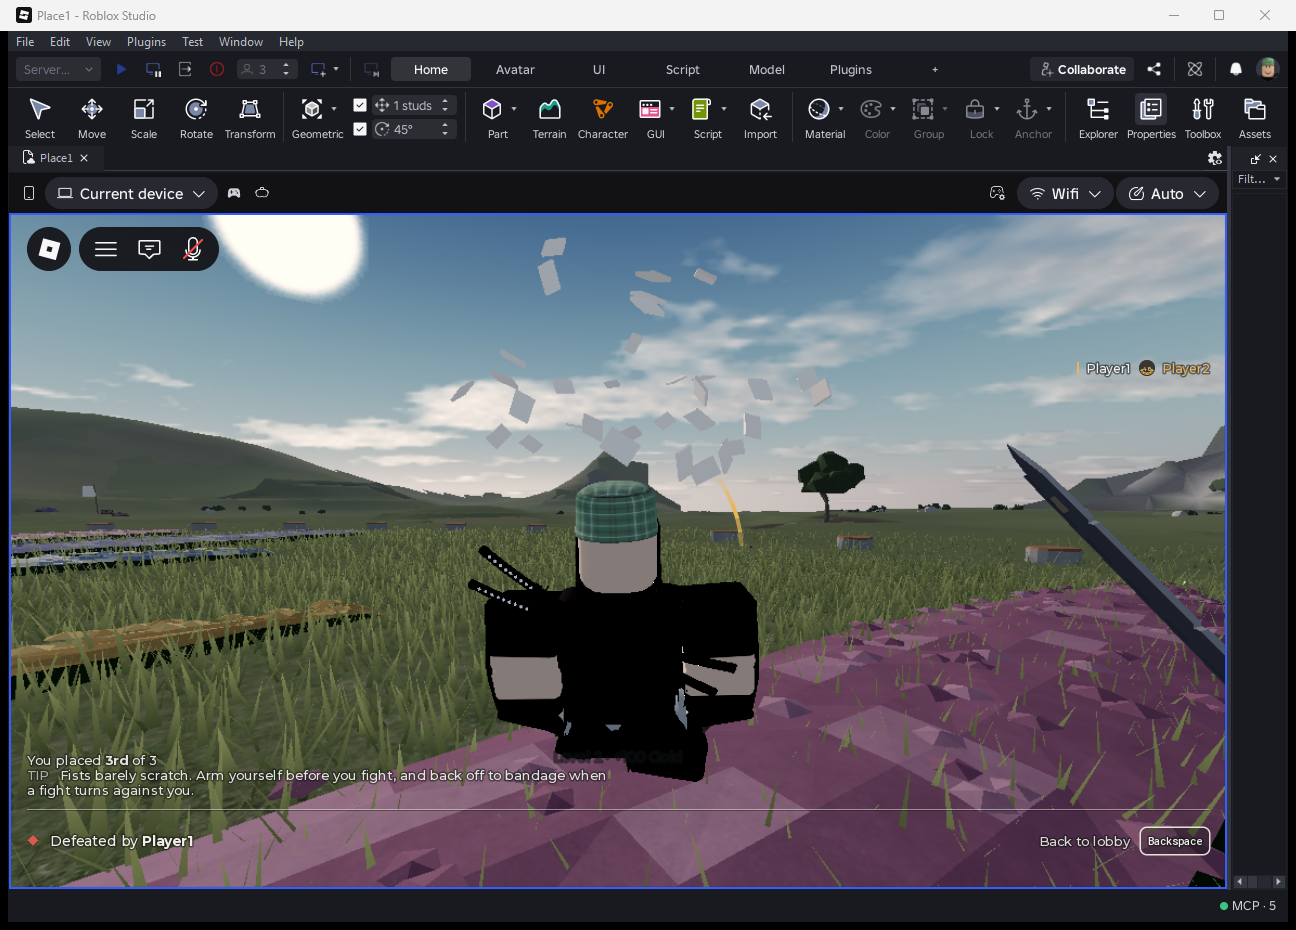 Place1 - Roblox Studio
File Edit View Plugins Test Window Help
Server... 3 Home Avatar UI Script Model Plugins + Collaborate
1 studs
45°
Select Move Scale Rotate Transform Geometric Part Terrain Character GUI Script Import Material Color Group Lock Anchor Explorer Properties Toolbox Assets
Place1
Filt...
Current device Wifi Auto
Player1 Player2
You placed 3rd of 3
TIP Fists barely scratch. Arm yourself before you fight, and back off to bandage when
a fight turns against you.
Defeated by Player1 Back to lobby Backspace
MCP · 5